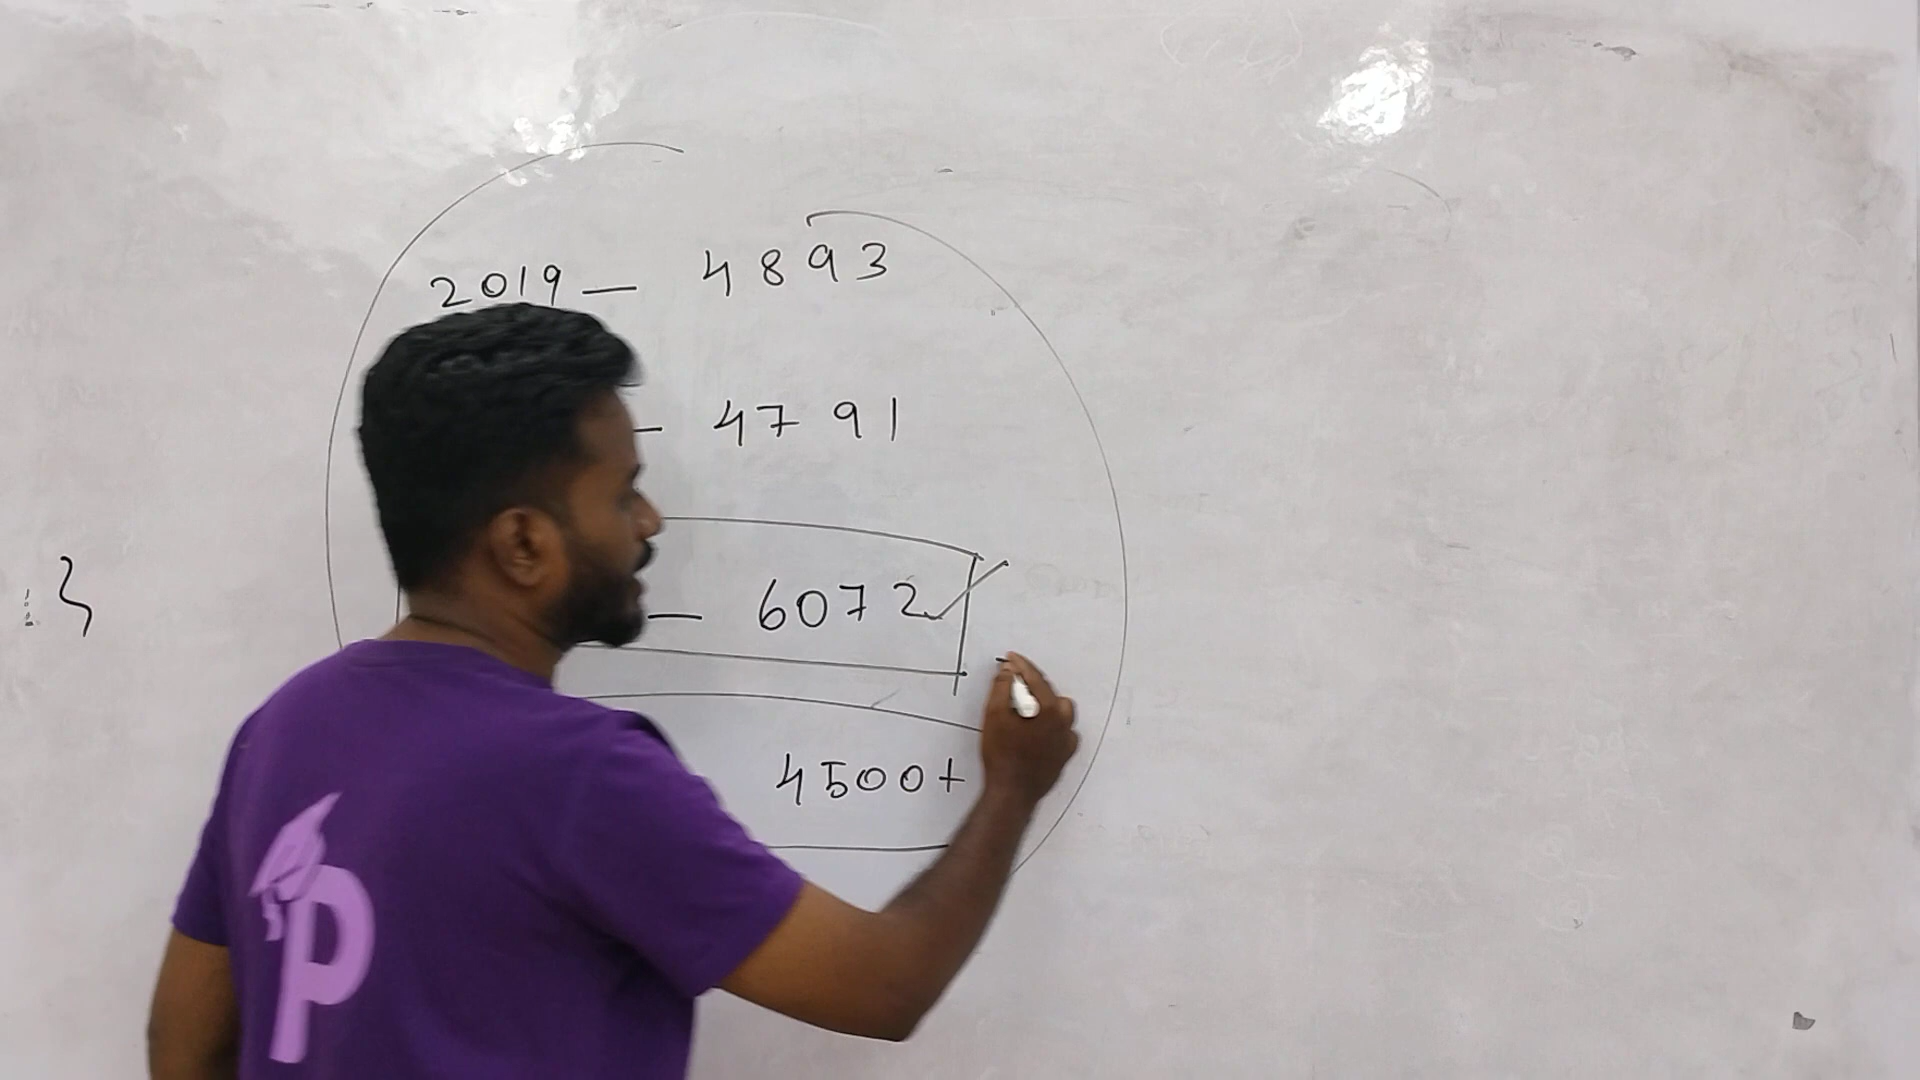 2019 — 4893
— 4791
— 6072
4500+
P